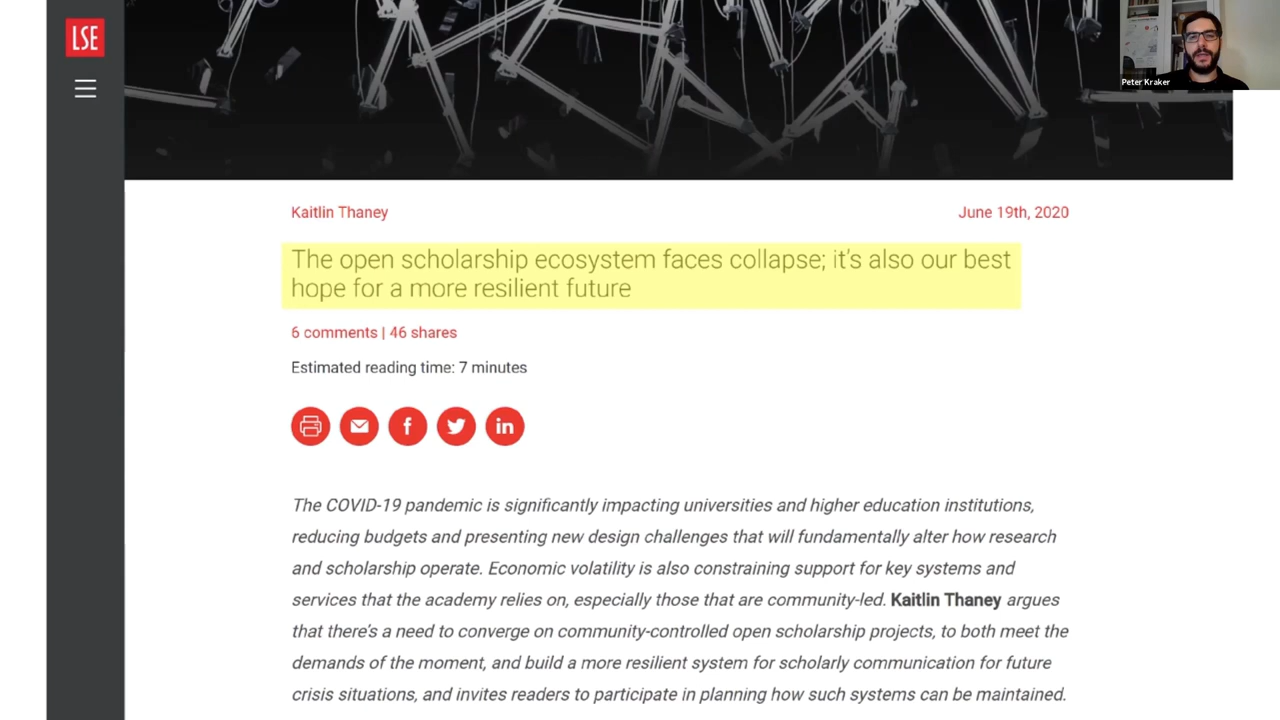 LSE
Peter Kraker
Kaitlin Thaney
June 19th, 2020
The open scholarship ecosystem faces collapse; it's also our best
hope for a more resilient future
6 comments | 46 shares
Estimated reading time: 7 minutes
f
in
The COVID-19 pandemic is significantly impacting universities and higher education institutions,
reducing budgets and presenting new design challenges that will fundamentally alter how research
and scholarship operate. Economic volatility is also constraining support for key systems and
services that the academy relies on, especially those that are community-led. Kaitlin Thaney argues
that there's a need to converge on community-controlled open scholarship projects, to both meet the
demands of the moment, and build a more resilient system for scholarly communication for future
crisis situations, and invites readers to participate in planning how such systems can be maintained.